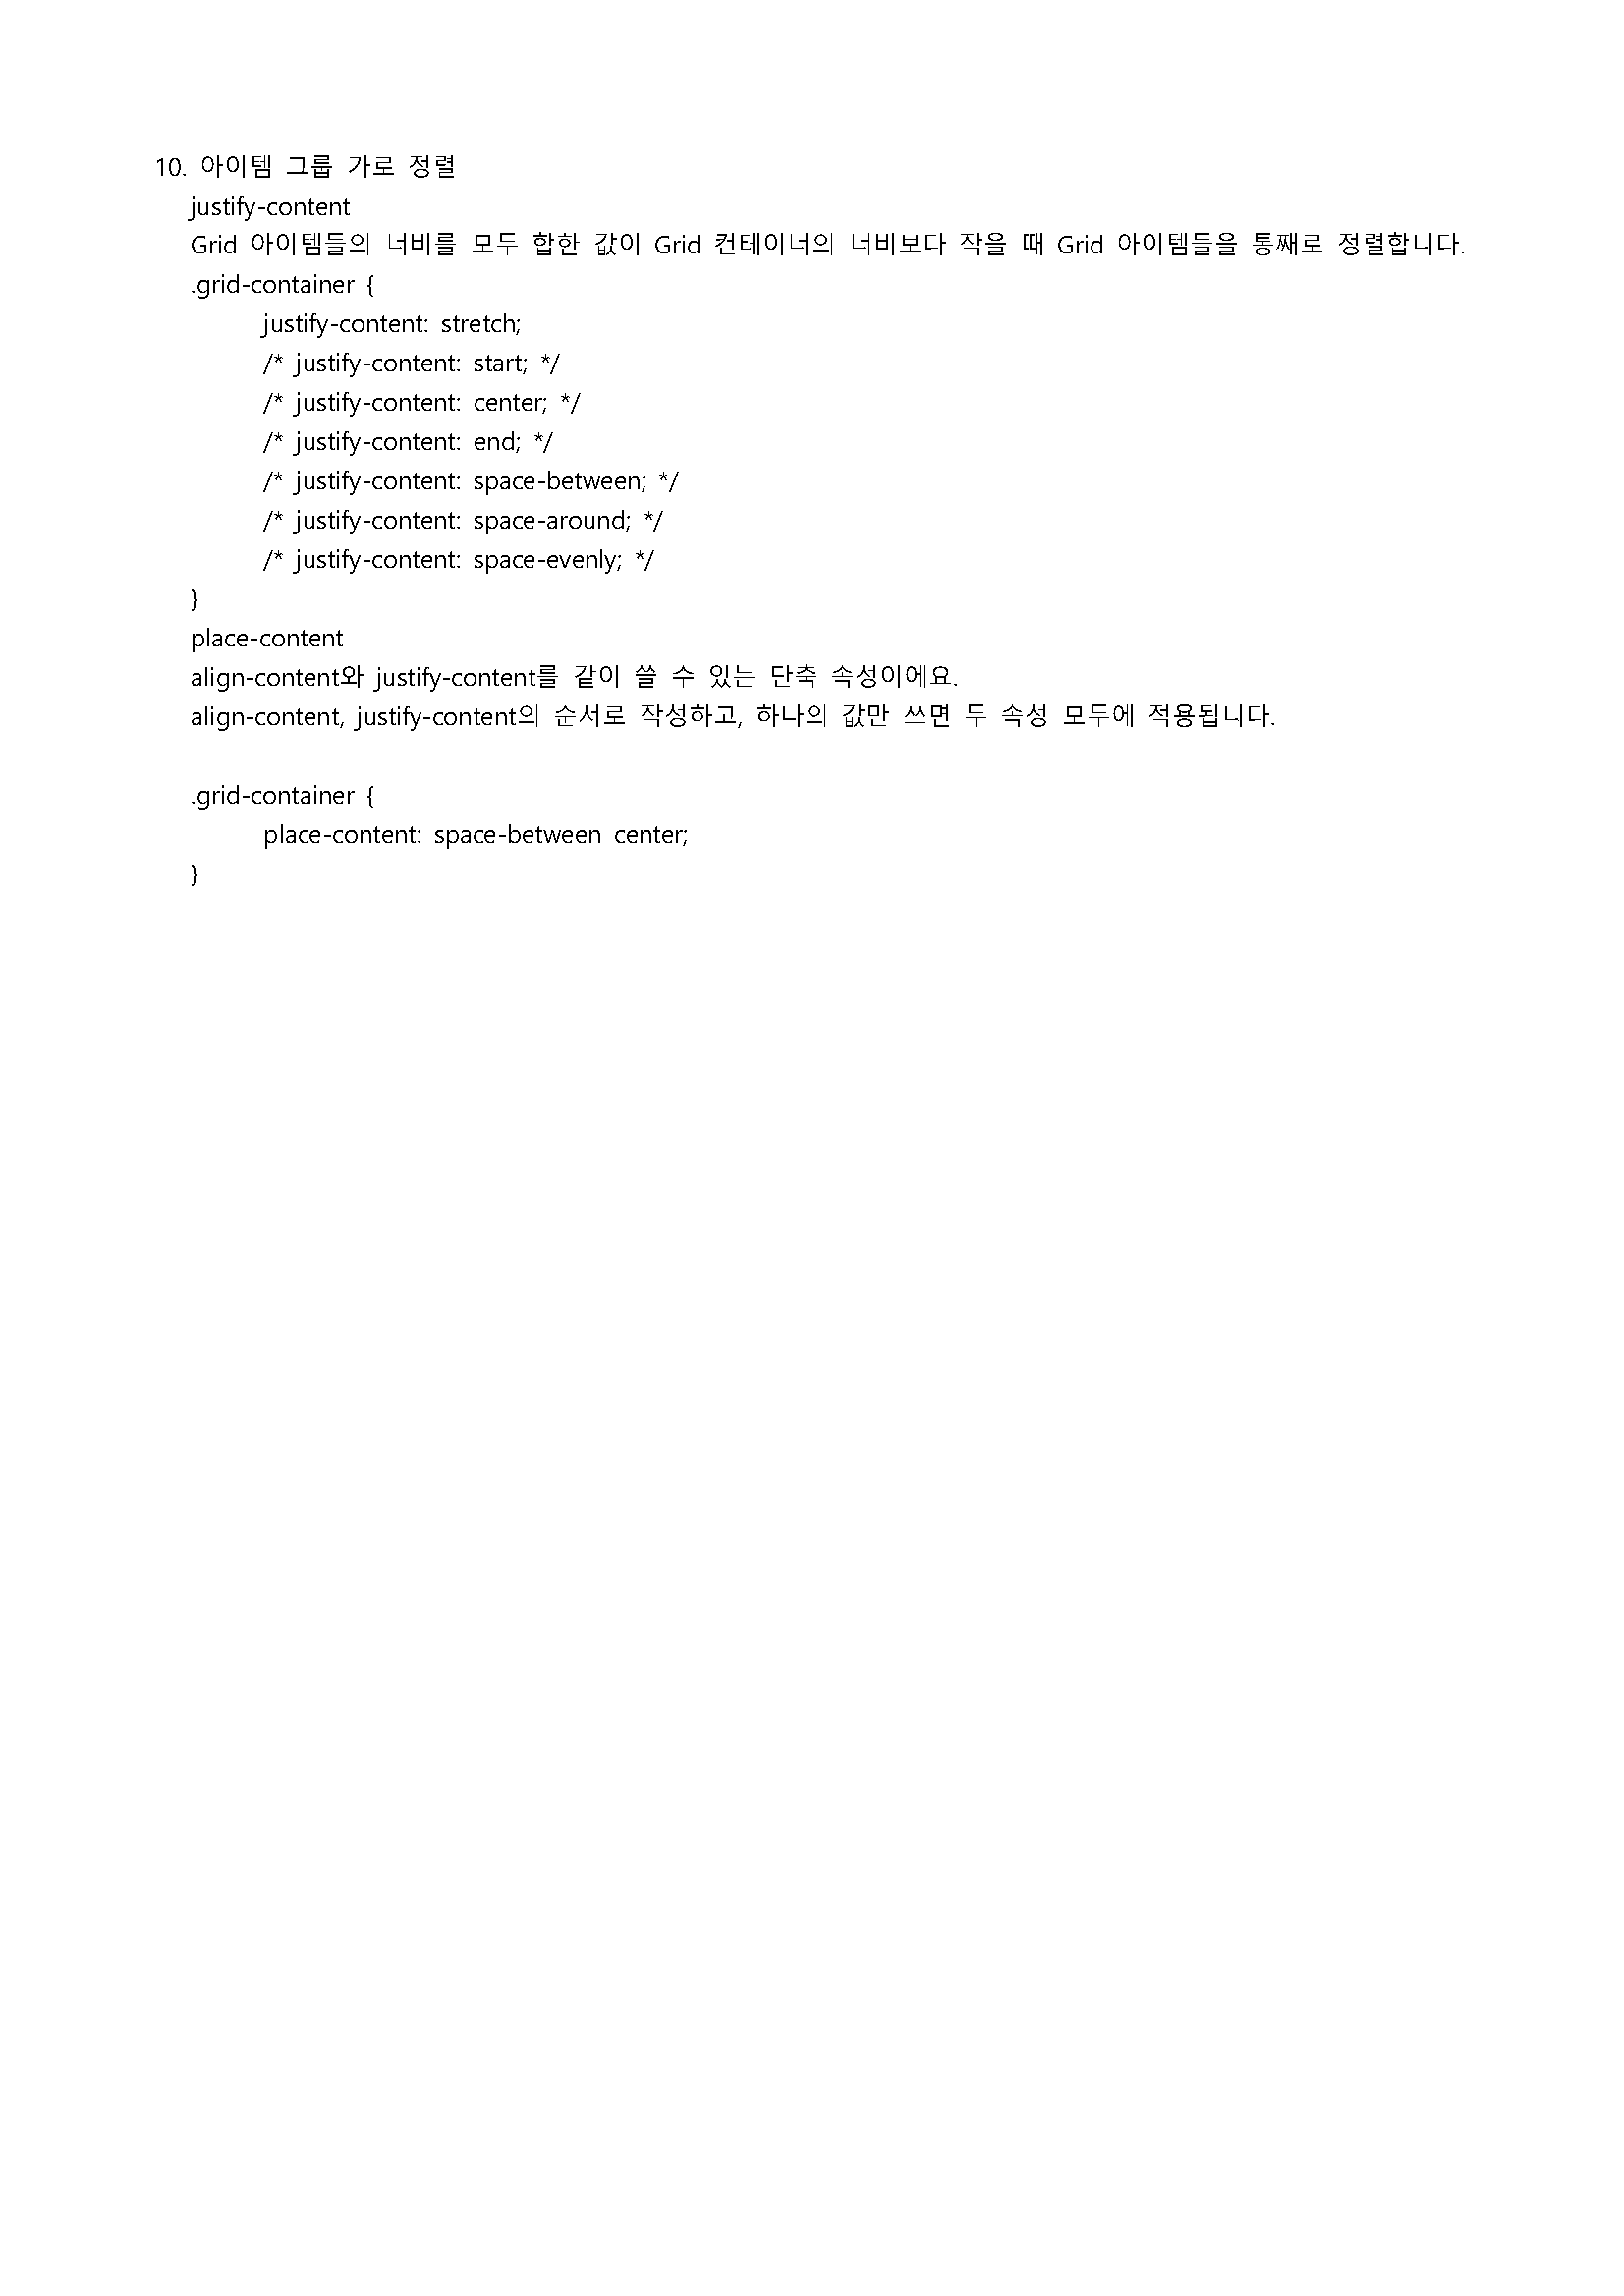 10. 아이템 그룹 가로 정렬
justify-content
Grid 아이템들의 너비를 모두 합한 값이 Grid 컨테이너의 너비보다 작을 때 Grid 아이템들을 통째로 정렬합니다.
.grid-container {
justify-content: stretch;
/* justify-content: start; */
/* justify-content: center; */
/* justify-content: end; */
/* justify-content: space-between; */
/* justify-content: space-around; */
/* justify-content: space-evenly; */
}
place-content
align-content와 justify-content를 같이 쓸 수 있는 단축 속성이에요.
align-content, justify-content의 순서로 작성하고, 하나의 값만 쓰면 두 속성 모두에 적용됩니다.
.grid-container {
place-content: space-between center;
}